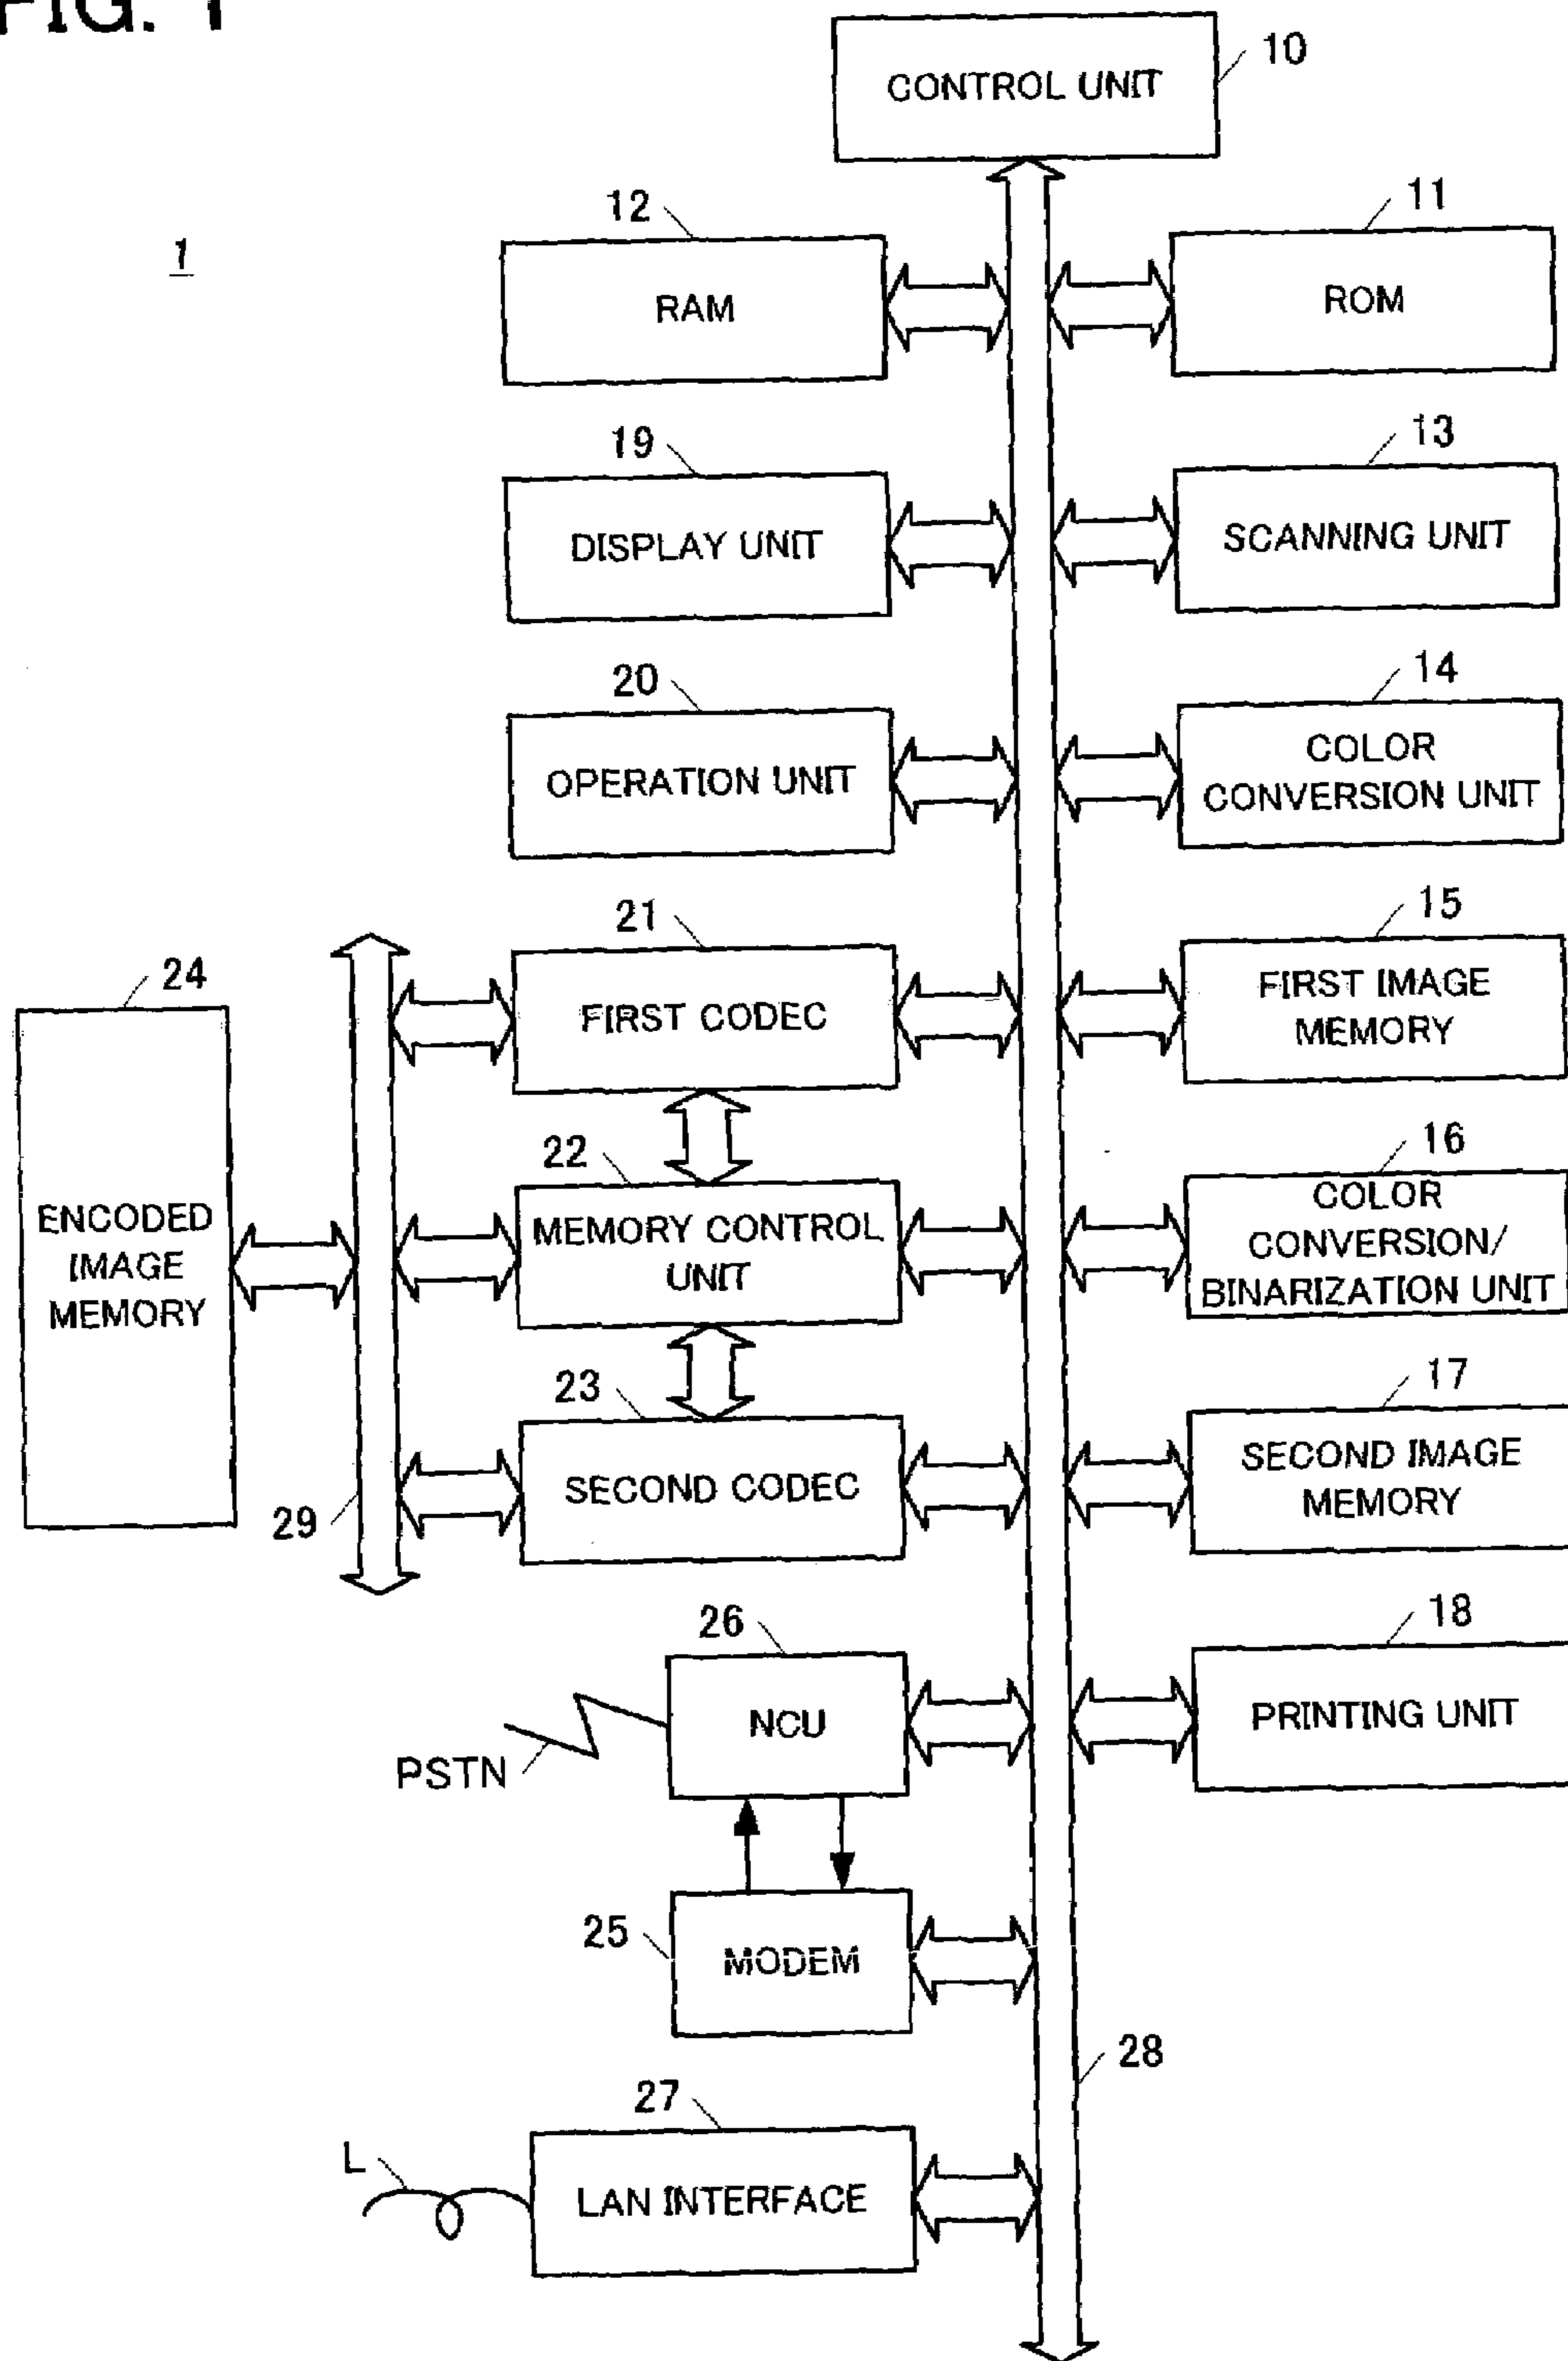 FIG. 1
10
CONTROL UNIT
12
11
1
RAM
ROM
19
13
DISPLAY UNIT
SCANNING UNIT
20
14
OPERATION UNIT
COLOR
CONVERSION UNIT
21
15
24
FIRST CODEC
FIRST IMAGE
MEMORY
22
16
ENCODED
IMAGE
MEMORY
MEMORY CONTROL
UNIT
COLOR
CONVERSION/
BINARIZATION UNIT
23
17
29
SECOND CODEC
SECOND IMAGE
MEMORY
26
18
NCU
PRINTING UNIT
PSTN
25
MODEM
28
27
L
LAN INTERFACE